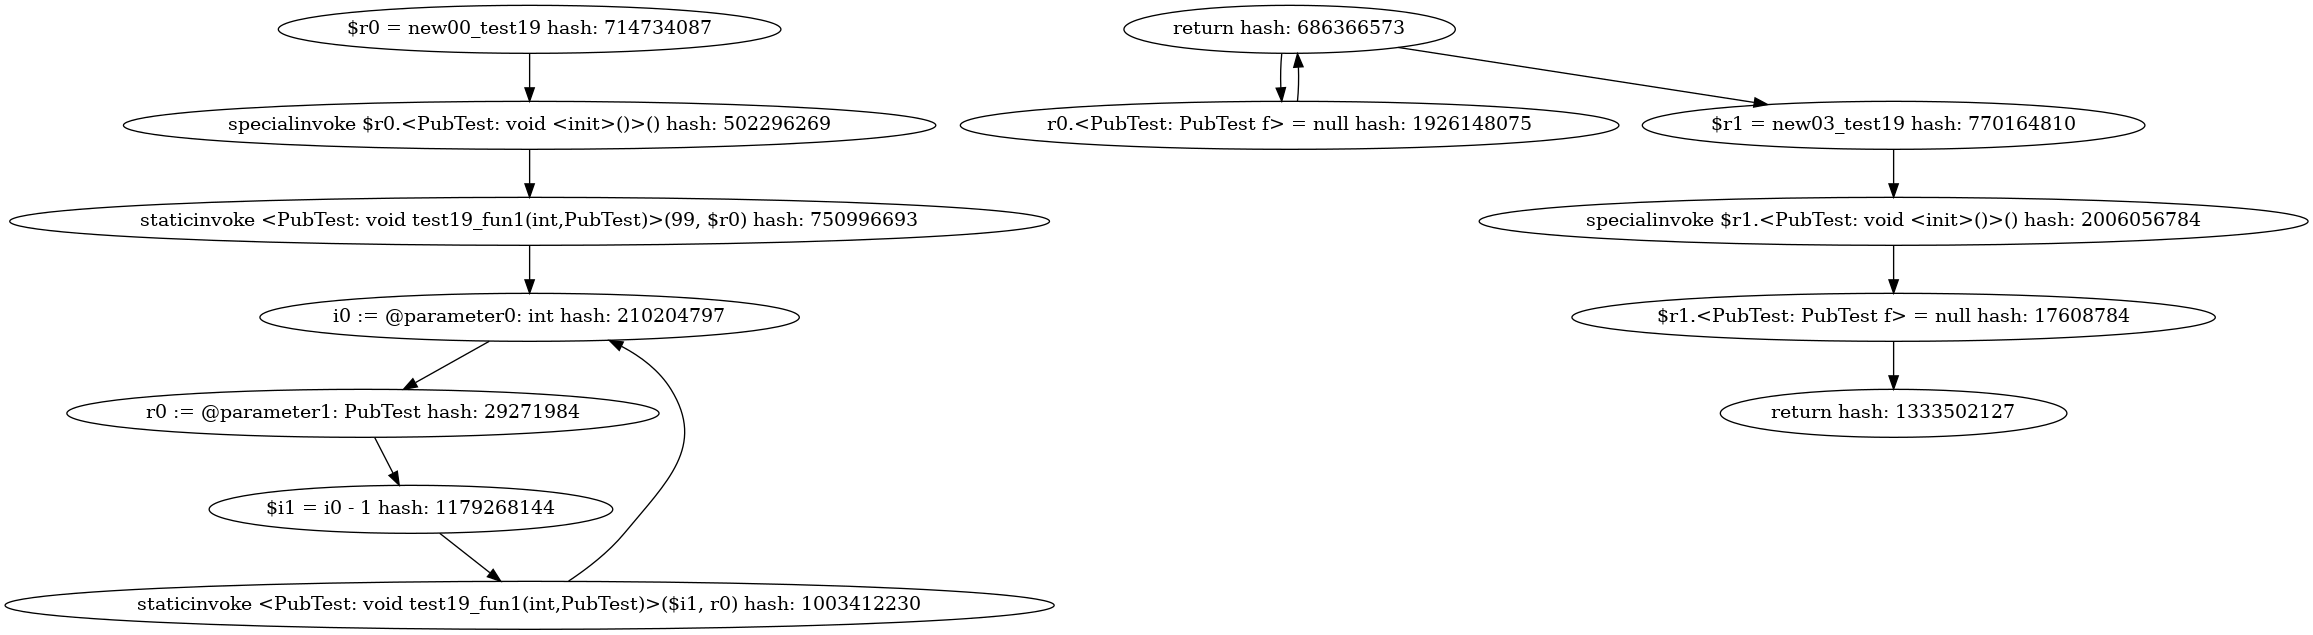 $r0 = new00_test19 hash: 714734087
specialinvoke $r0.<PubTest: void <init>()>() hash: 502296269
staticinvoke <PubTest: void test19_fun1(int,PubTest)>(99, $r0) hash: 750996693
i0 := @parameter0: int hash: 210204797
r0 := @parameter1: PubTest hash: 29271984
$i1 = i0 - 1 hash: 1179268144
staticinvoke <PubTest: void test19_fun1(int,PubTest)>($i1, r0) hash: 1003412230
return hash: 686366573
r0.<PubTest: PubTest f> = null hash: 1926148075
$r1 = new03_test19 hash: 770164810
specialinvoke $r1.<PubTest: void <init>()>() hash: 2006056784
$r1.<PubTest: PubTest f> = null hash: 17608784
return hash: 1333502127